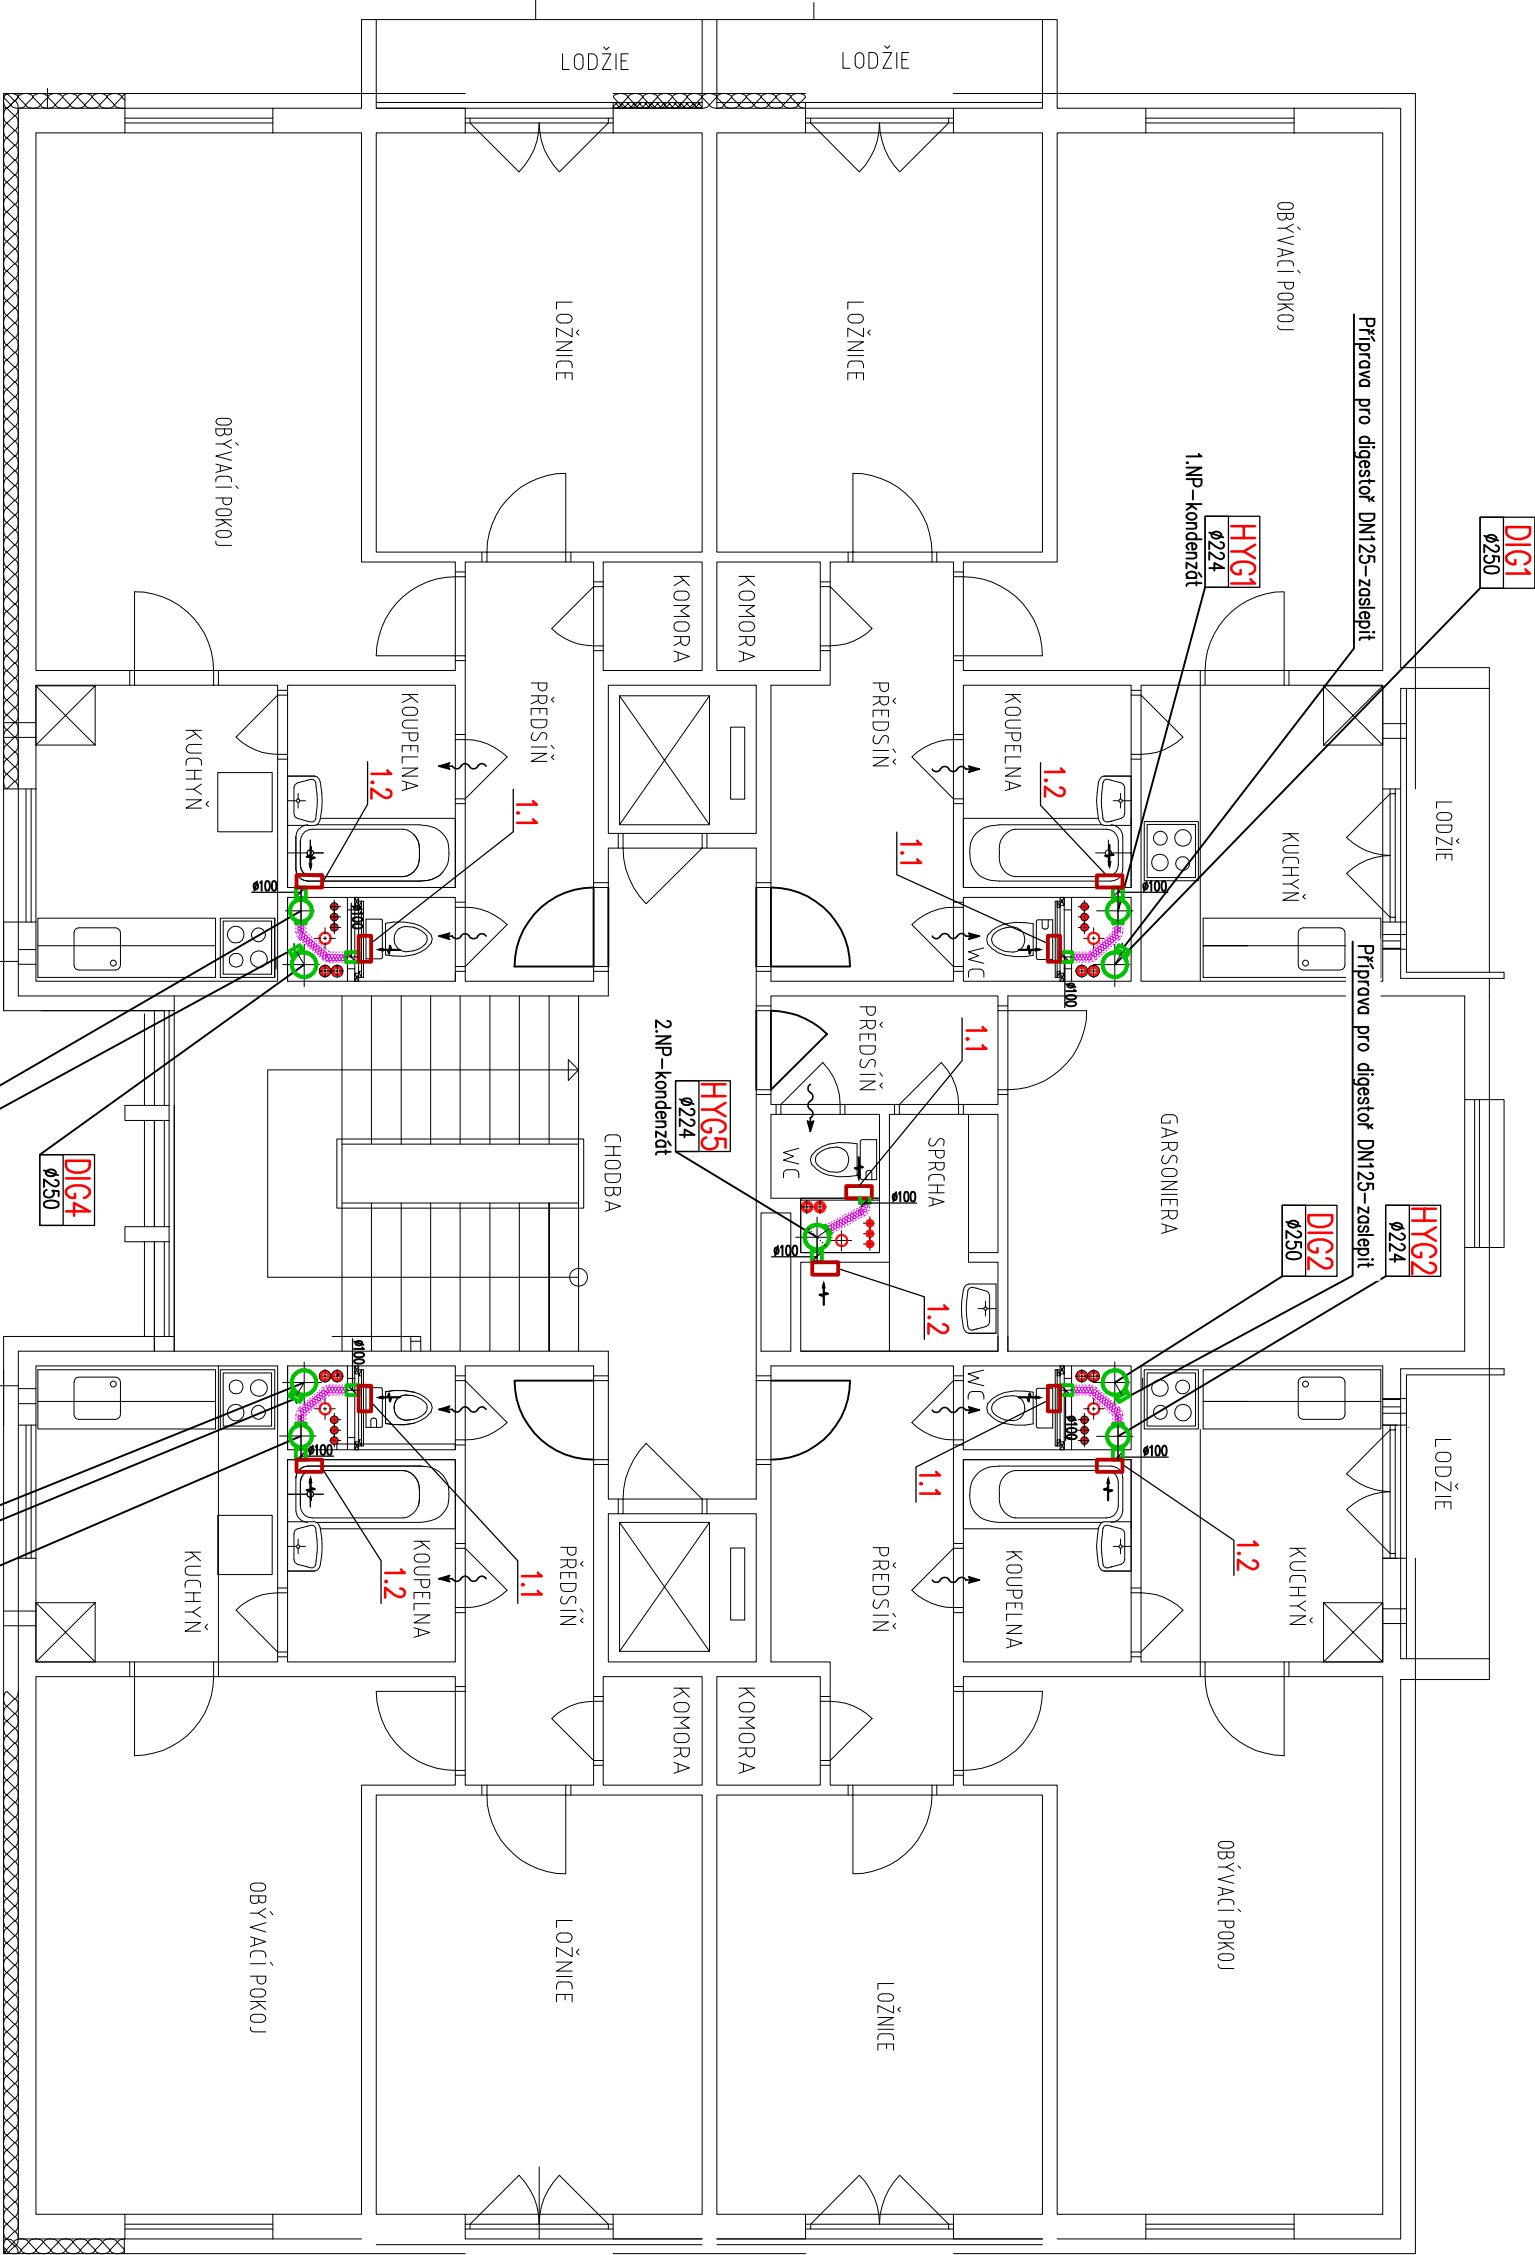 DIG1
ø250
Příprava pro digestoř DN125-zaslepit
HYG1
ø224
1.NP-kondenzát
OBÝVACÍ POKOJ
LODŽIE
LODŽIE
LOŽNICE
LOŽNICE
OBÝVACÍ POKOJ
KOMORA
KOMORA
PŘEDSÍŇ
PŘEDSÍŇ
KOUPELNA
KOUPELNA
KUCHYŇ
KUCHYŇ
LODŽIE
1.2
1.1
1.2
1.1
WC
ø100
ø100
ø100
ø100
Příprava pro digestoř DN125-zaslepit
HYG2
ø224
DIG2
ø250
GARSONIERA
PŘEDSÍŇ
1.1
SPRCHA
WC
ø100
ø100
1.2
HYG5
ø224
2.NP-kondenzát
CHODBA
DIG4
ø250
LODŽIE
KUCHYŇ
1.2
ø100
ø100
WC
1.1
KOUPELNA
PŘEDSÍŇ
PŘEDSÍŇ
1.1
KOUPELNA
1.2
ø100
ø100
KUCHYŇ
KOMORA
KOMORA
OBÝVACÍ POKOJ
LOŽNICE
LOŽNICE
OBÝVACÍ POKOJ